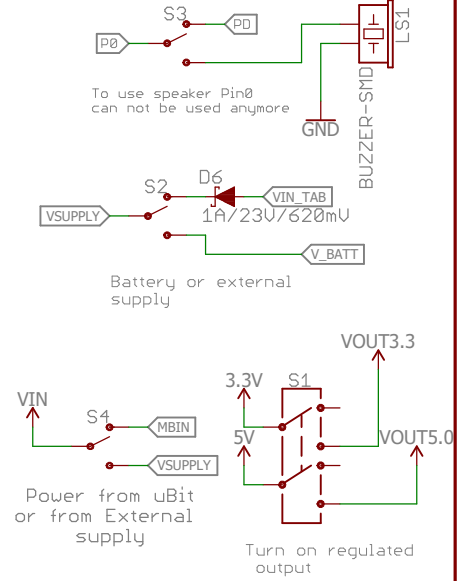 S3
PD
P0
LS1
BUZZER-SMD
To use speaker Pin0
can not be used anymore
GND
S2
D6
VIN_TAB
VSUPPLY
1A/23V/620mV
V_BATT
Battery or external
supply
VOUT3.3
3.3V
S1
VIN
S4
MBIN
5V
VOUT5.0
VSUPPLY
Power from uBit
or from External
supply
Turn on regulated
output